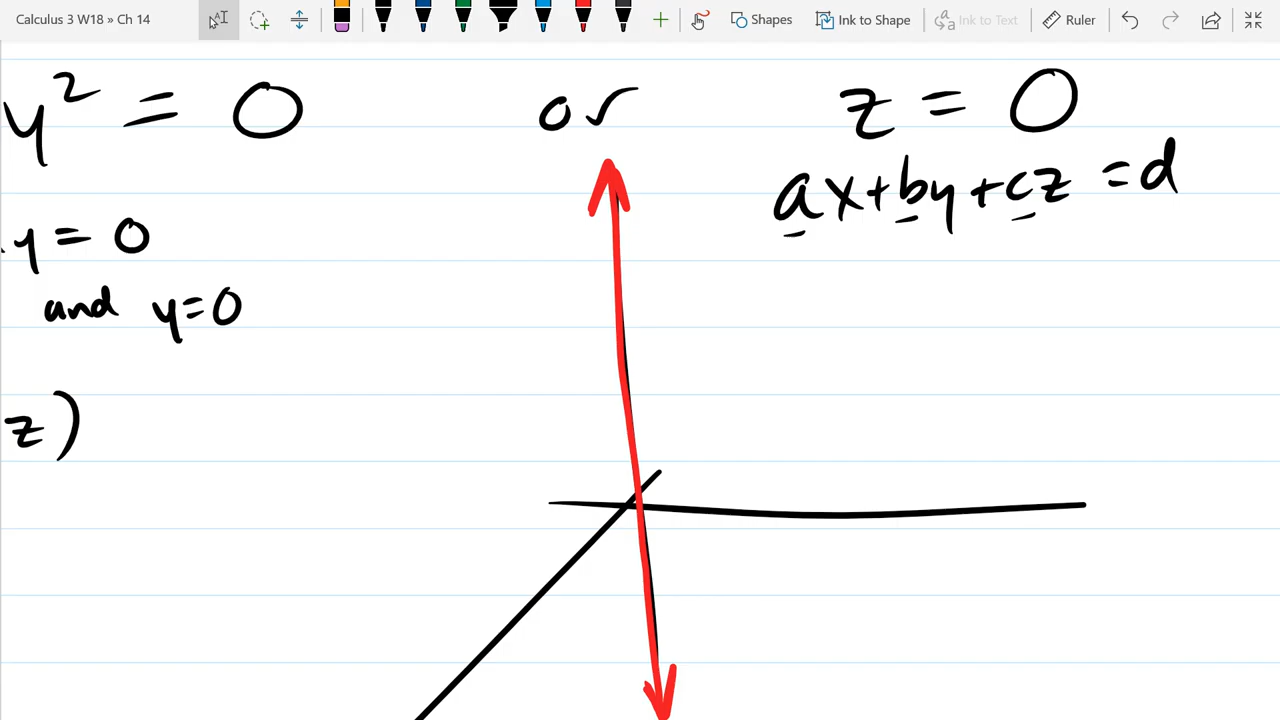 Calculus 3 W18 » Ch 14
Shapes
Ink to Shape
Ink to Text
Ruler
y² = 0 or z = 0
ax+by+cz = d
y = 0
and y=0
z)